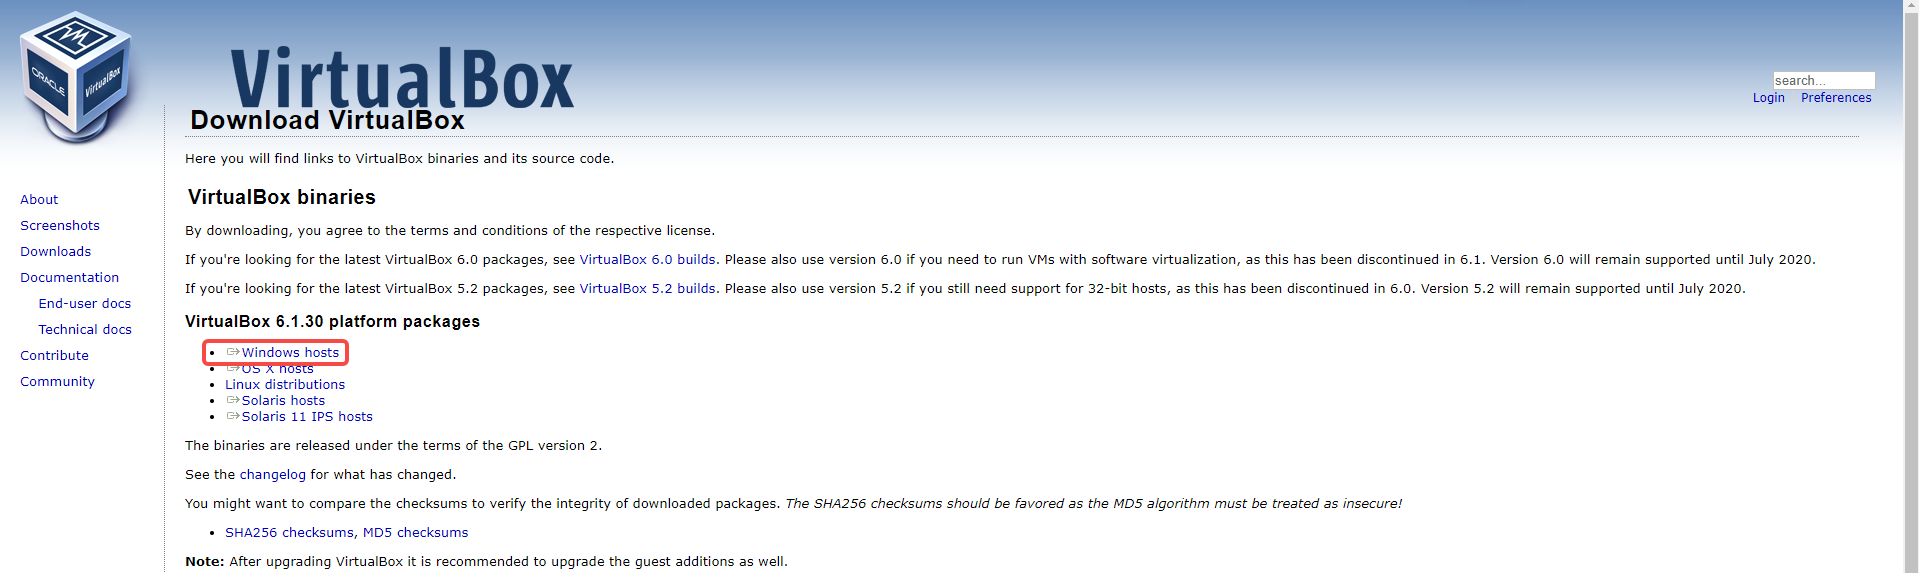 ORACLE
VirtualBox
VirtualBox
search...
Login Preferences
Download VirtualBox
Here you will find links to VirtualBox binaries and its source code.
About
Screenshots
Downloads
Documentation
End-user docs
Technical docs
Contribute
Community
VirtualBox binaries
By downloading, you agree to the terms and conditions of the respective license.
If you're looking for the latest VirtualBox 6.0 packages, see VirtualBox 6.0 builds. Please also use version 6.0 if you need to run VMs with software virtualization, as this has been discontinued in 6.1. Version 6.0 will remain supported until July 2020.
If you're looking for the latest VirtualBox 5.2 packages, see VirtualBox 5.2 builds. Please also use version 5.2 if you still need support for 32-bit hosts, as this has been discontinued in 6.0. Version 5.2 will remain supported until July 2020.
VirtualBox 6.1.30 platform packages
Windows hosts
OS X hosts
Linux distributions
Solaris hosts
Solaris 11 IPS hosts
The binaries are released under the terms of the GPL version 2.
See the changelog for what has changed.
You might want to compare the checksums to verify the integrity of downloaded packages. The SHA256 checksums should be favored as the MD5 algorithm must be treated as insecure!
SHA256 checksums, MD5 checksums
Note: After upgrading VirtualBox it is recommended to upgrade the guest additions as well.